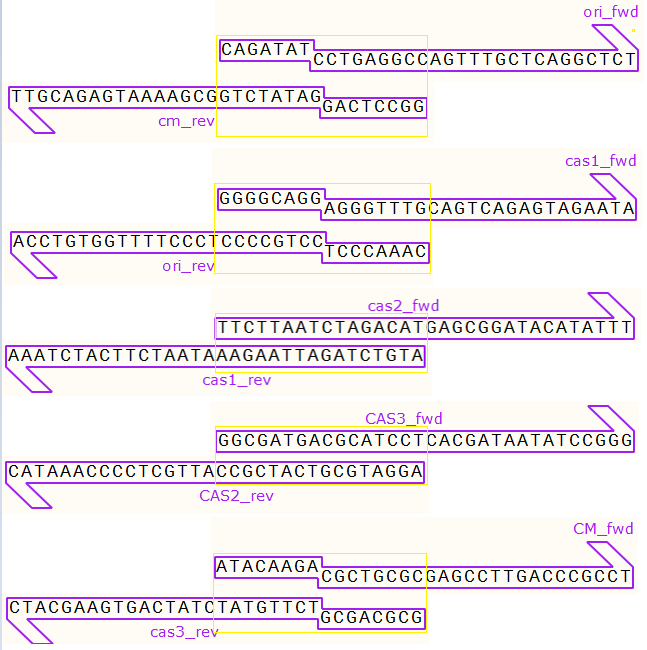 ori_fwd
CAGATAT
CCTGAGGCCAGTTTGCTCAGGCTCT
TTGCAGAGTAAAAGCGGTCTATAG
GACTCCGG
cm_rev
cas1_fwd
GGGGCAGG
AGGGTTTGCAGTCAGAGTAGAATA
ACCTGTGGTTTTCCCTCCCCGTCC
TCCCAAAC
ori_rev
cas2_fwd
TTCTTAATCTAGACATGAGCGGATACATATTT
AAATCTACTTCTAATAAAGAATTAGATCTGTA
cas1_rev
CAS3_fwd
GGCGATGACGCATCCTCACGATAATATCCGGG
CATAAACCCCTCGTTACCGCTACTGCGTAGGA
CAS2_rev
CM_fwd
ATACAAGA
CGCTGCGCGAGCCTTGACCCGCCT
CTACGAAGTGACTATCTATGTTCT
GCGACGCG
cas3_rev